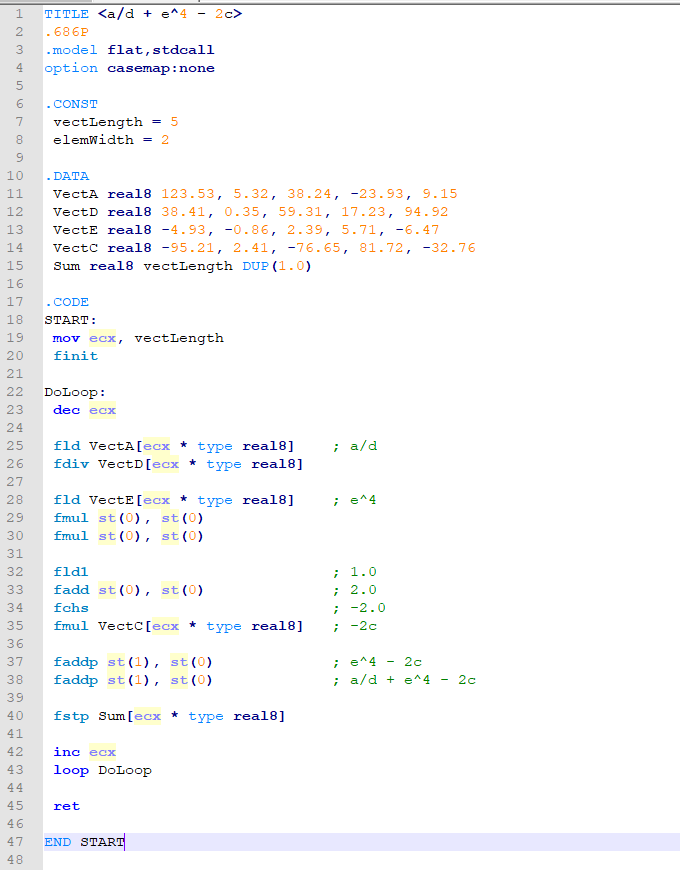 1 TITLE <a/d + e^4 - 2c>
2 .686P
3 .model flat,stdcall
4 option casemap:none
5
6 .CONST
7  vectLength = 5
8  elemWidth = 2
9
10 .DATA
11  VectA real8 123.53, 5.32, 38.24, -23.93, 9.15
12  VectD real8 38.41, 0.35, 59.31, 17.23, 94.92
13  VectE real8 -4.93, -0.86, 2.39, 5.71, -6.47
14  VectC real8 -95.21, 2.41, -76.65, 81.72, -32.76
15  Sum real8 vectLength DUP(1.0)
16
17 .CODE
18 START:
19  mov ecx, vectLength
20  finit
21
22 DoLoop:
23  dec ecx
24
25  fld VectA[ecx * type real8]    ; a/d
26  fdiv VectD[ecx * type real8]
27
28  fld VectE[ecx * type real8]    ; e^4
29  fmul st(0), st(0)
30  fmul st(0), st(0)
31
32  fld1                           ; 1.0
33  fadd st(0), st(0)              ; 2.0
34  fchs                           ; -2.0
35  fmul VectC[ecx * type real8]   ; -2c
36
37  faddp st(1), st(0)             ; e^4 - 2c
38  faddp st(1), st(0)             ; a/d + e^4 - 2c
39
40  fstp Sum[ecx * type real8]
41
42  inc ecx
43  loop DoLoop
44
45  ret
46
47 END START
48